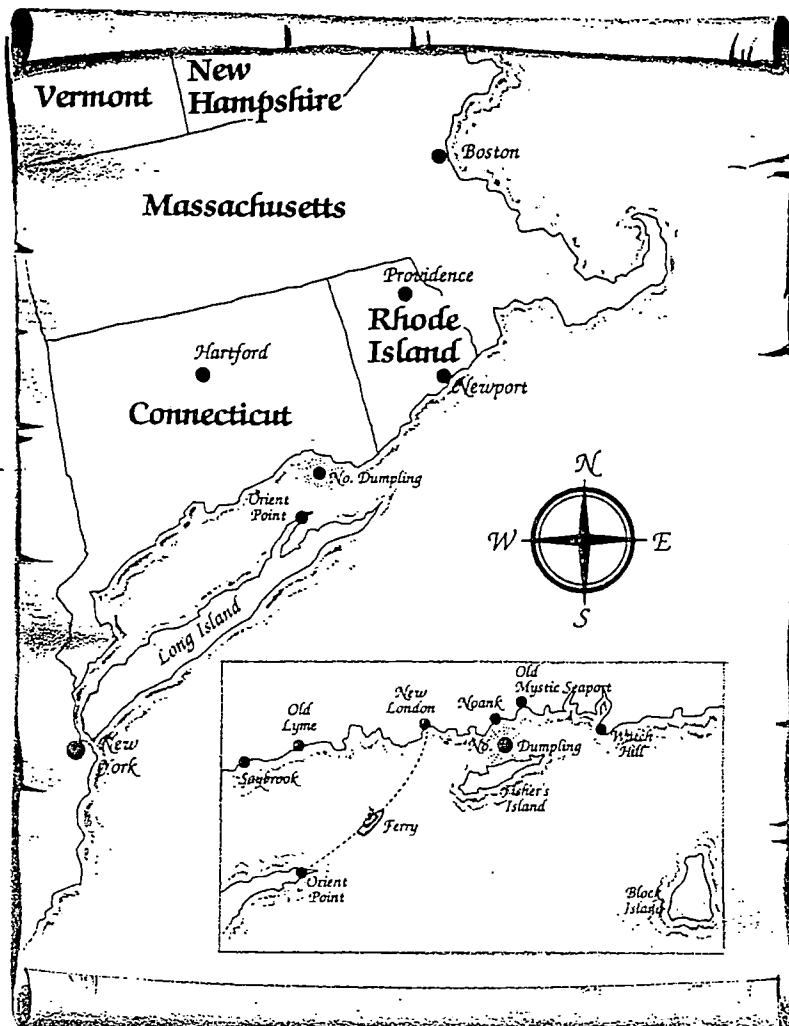 Vermont
New
Hampshire
Boston
Massachusetts
Providence
Rhode
Island
Hartford
Newport
Connecticut
No. Dumpling
Orient
Point
N
W
E
S
Long Island
New
York
Old
Mystic Seaport
New
London
Noank
Old
Lyme
No. Dumpling
Witch
Hill
Saybrook
Fisher's
Island
Ferry
Orient
Point
Block
Island